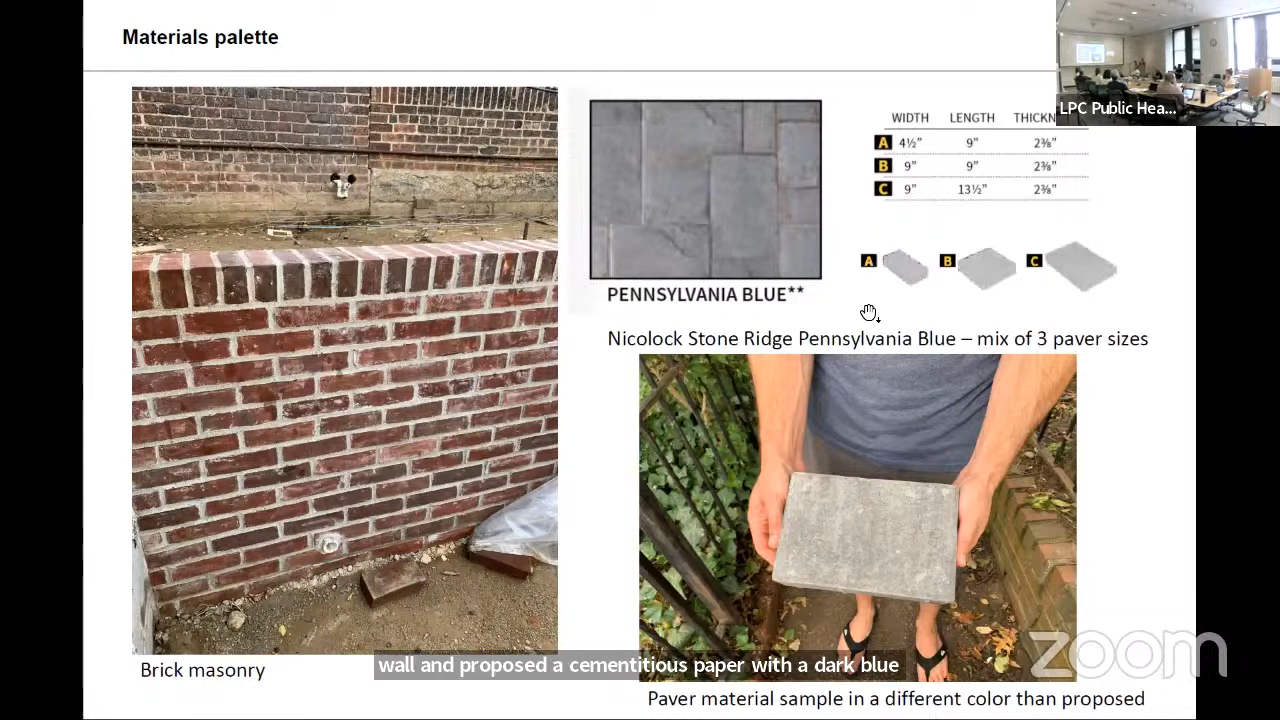 Materials palette
LPC Public Hea...
WIDTH LENGTH
A 4½" 9" 2⅜"
B 9" 9" 2⅜"
C 9" 13½" 2⅜"
A B C
PENNSYLVANIA BLUE**
Nicolock Stone Ridge Pennsylvania Blue – mix of 3 paver sizes
wall and proposed a cementitious paper with a dark blue
zoom
Brick masonry
Paver material sample in a different color than proposed